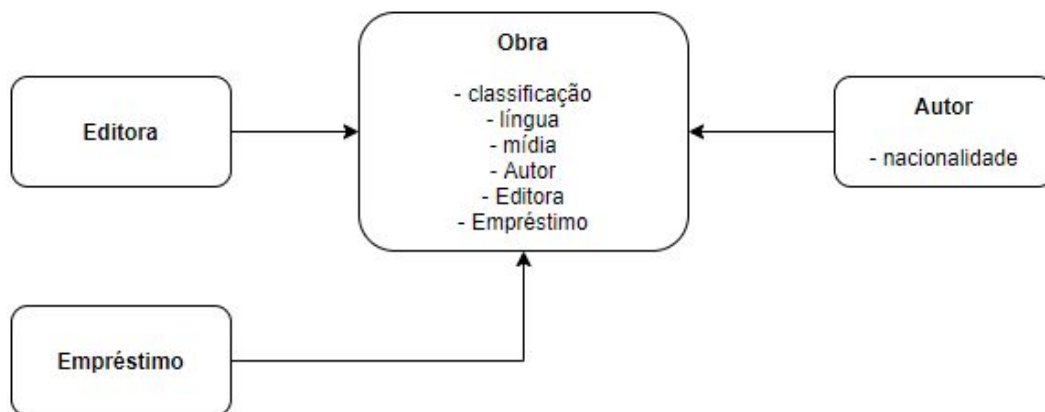 Obra
- classificação
- língua
- mídia
- Autor
- Editora
- Empréstimo
Editora
Autor
- nacionalidade
Empréstimo